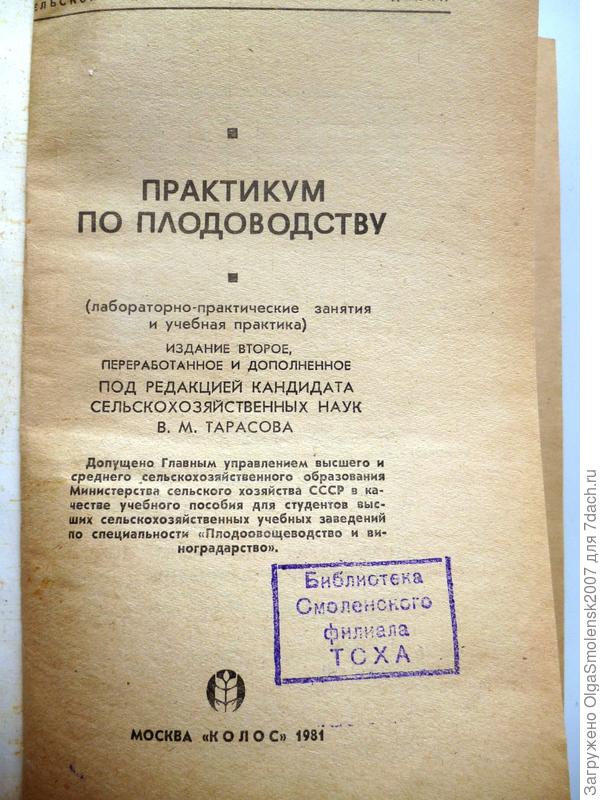 ПРАКТИКУМ
ПО ПЛОДОВОДСТВУ
(лабораторно-практические занятия
и учебная практика)
ИЗДАНИЕ ВТОРОЕ,
ПЕРЕРАБОТАННОЕ И ДОПОЛНЕННОЕ
ПОД РЕДАКЦИЕЙ КАНДИДАТА
СЕЛЬСКОХОЗЯЙСТВЕННЫХ НАУК
В. М. ТАРАСОВА
Допущено Главным управлением высшего и
среднего сельскохозяйственного образования
Министерства сельского хозяйства СССР в ка-
честве учебного пособия для студентов выс-
ших сельскохозяйственных учебных заведений
по специальности «Плодоовощеводство и ви-
ноградарство».
Библиотека
Смоленского
филиала
ТСХА
МОСКВА «КОЛОС» 1981
Загружено OlgaSmolensk2007 для 7dach.ru